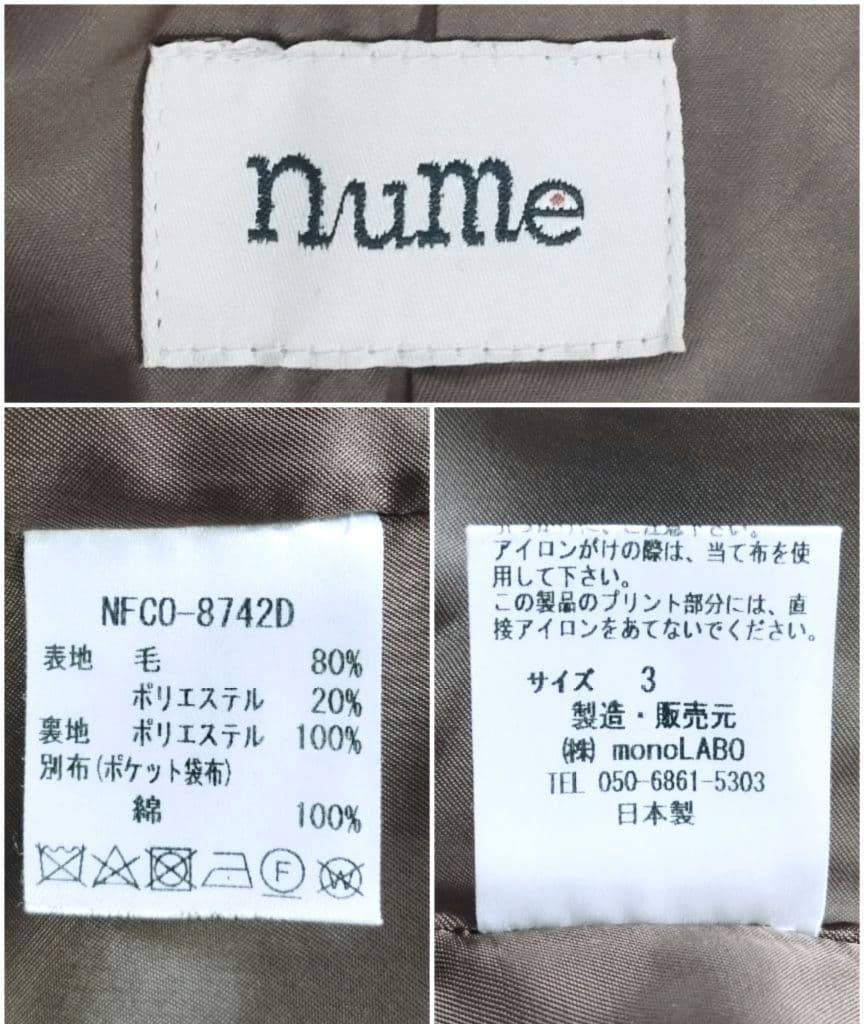 nume
NFCO-8742D
表地 毛 80%
ポリエステル 20%
裏地 ポリエステル 100%
別布(ポケット袋布)
綿 100%
F W
アイロンがけの際は、当て布を使
用して下さい。
この製品のプリント部分には、直
接アイロンをあてないでください。
サイズ 3
製造・販売元
㈱ monoLABO
TEL 050-6861-5303
日本製